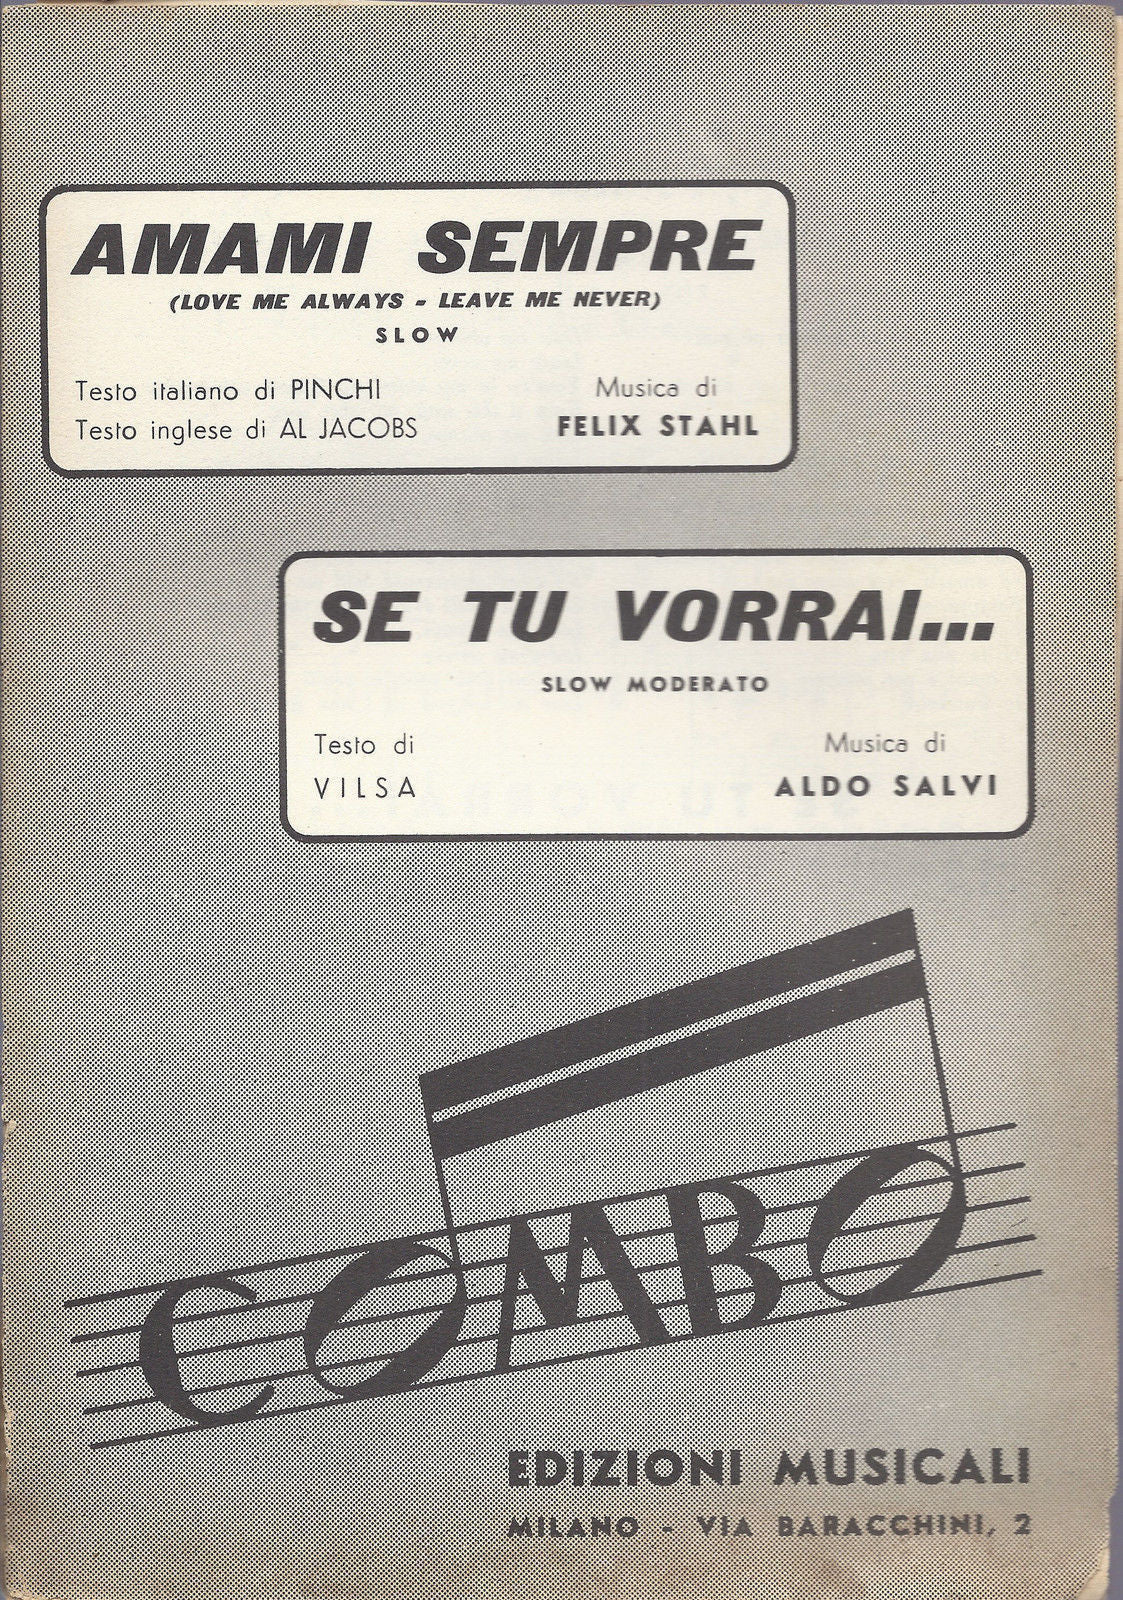 AMAMI SEMPRE
(LOVE ME ALWAYS - LEAVE ME NEVER)
SLOW
Testo italiano di PINCHI
Testo inglese di AL JACOBS
Musica di
FELIX STAHL
SE TU VORRAI...
SLOW MODERATO
Testo di
VILSA
Musica di
ALDO SALVI
COMBO
EDIZIONI MUSICALI
MILANO - VIA BARACCHINI, 2